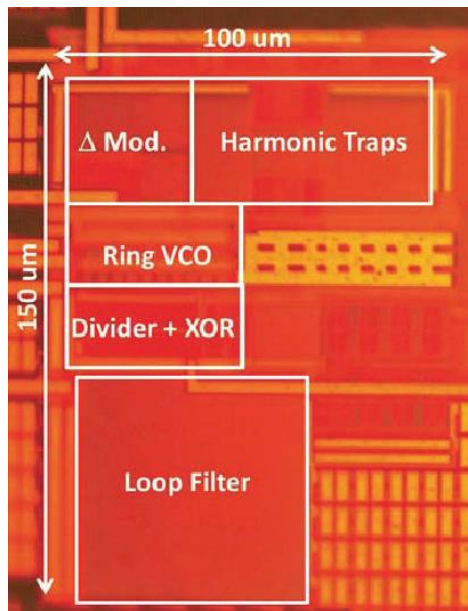 100 um
150 um
Δ Mod.
Harmonic Traps
Ring VCO
Divider + XOR
Loop Filter